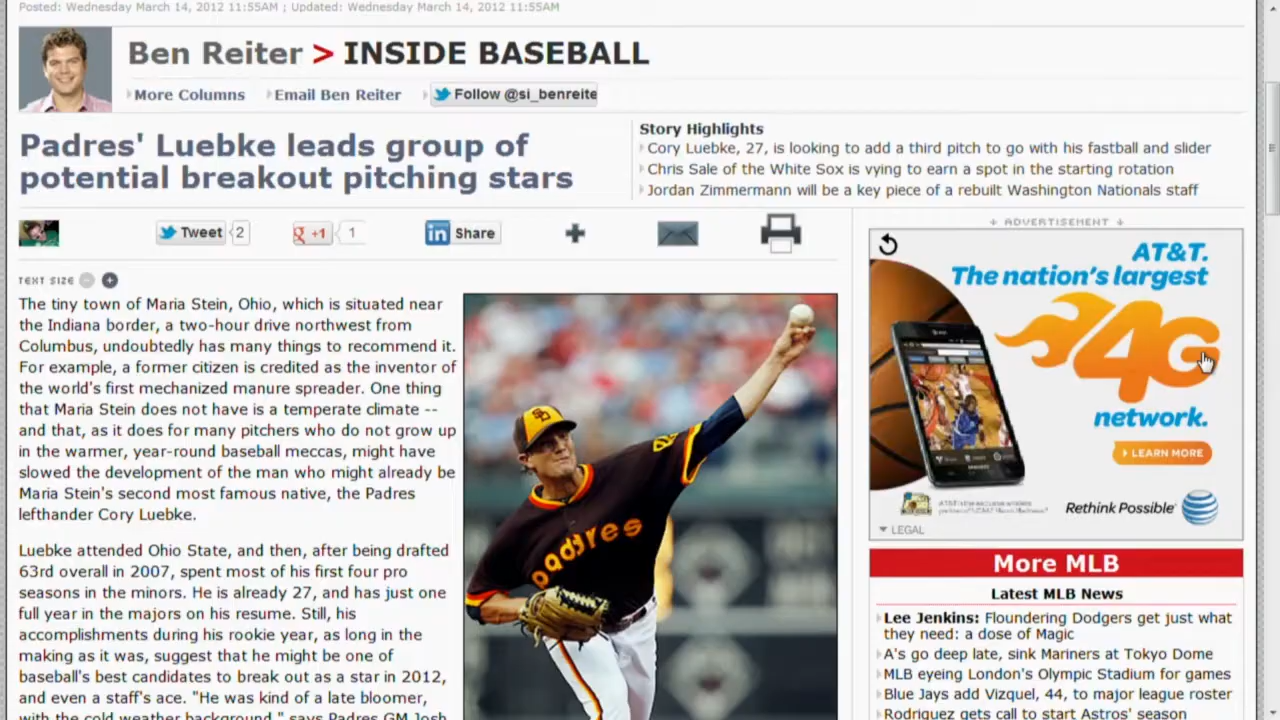 Posted: Wednesday March 14, 2012 11:55AM ; Updated: Wednesday March 14, 2012 11:55AM
Ben Reiter > INSIDE BASEBALL
More Columns
Email Ben Reiter
Follow @si_benreite
Padres' Luebke leads group of
potential breakout pitching stars
Story Highlights
Cory Luebke, 27, is looking to add a third pitch to go with his fastball and slider
Chris Sale of the White Sox is vying to earn a spot in the starting rotation
Jordan Zimmermann will be a key piece of a rebuilt Washington Nationals staff
Tweet 2
g +1 1
in Share
TEXT SIZE
The tiny town of Maria Stein, Ohio, which is situated near
the Indiana border, a two-hour drive northwest from
Columbus, undoubtedly has many things to recommend it.
For example, a former citizen is credited as the inventor of
the world's first mechanized manure spreader. One thing
that Maria Stein does not have is a temperate climate --
and that, as it does for many pitchers who do not grow up
in the warmer, year-round baseball meccas, might have
slowed the development of the man who might already be
Maria Stein's second most famous native, the Padres
lefthander Cory Luebke.
Luebke attended Ohio State, and then, after being drafted
63rd overall in 2007, spent most of his first four pro
seasons in the minors. He is already 27, and has just one
full year in the majors on his resume. Still, his
accomplishments during his rookie year, as long in the
making as it was, suggest that he might be one of
baseball's best candidates to break out as a star in 2012,
and even a staff's ace. "He was kind of a late bloomer,
with the cold weather background," says Padres GM Josh
SD
padres
ADVERTISEMENT
AT&T.
The nation's largest
4G
network.
LEARN MORE
Rethink Possible
LEGAL
More MLB
Latest MLB News
Lee Jenkins: Floundering Dodgers get just what
they need: a dose of Magic
A's go deep late, sink Mariners at Tokyo Dome
MLB eyeing London's Olympic Stadium for games
Blue Jays add Vizquel, 44, to major league roster
Rodriguez gets call to start Astros' season